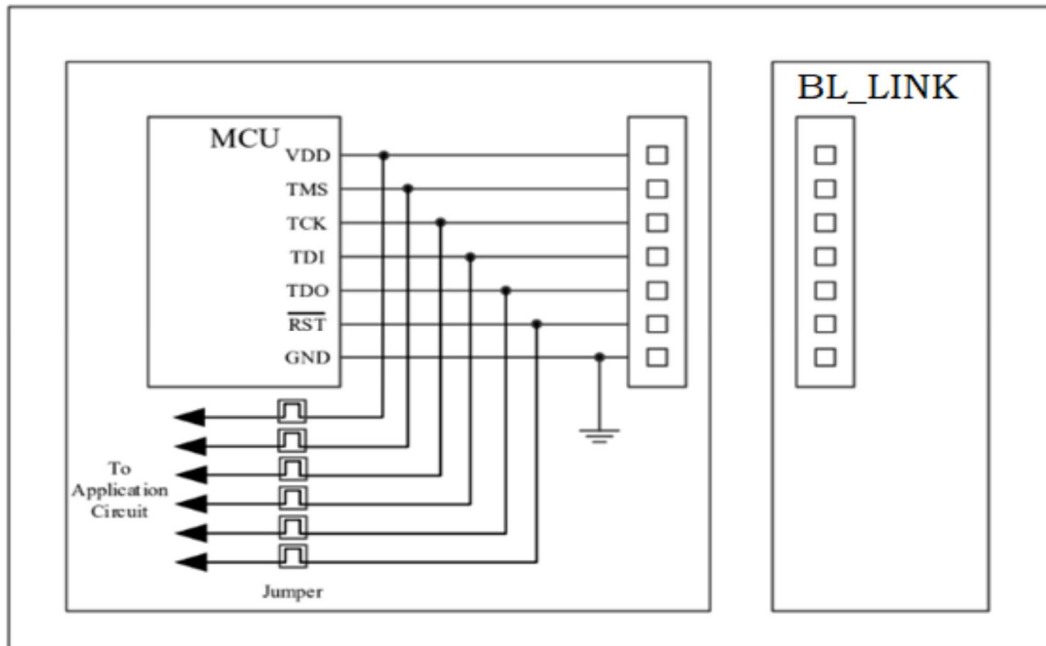 BL_LINK
MCU
VDD
TMS
TCK
TDI
TDO
RST
GND
To
Application
Circuit
Jumper